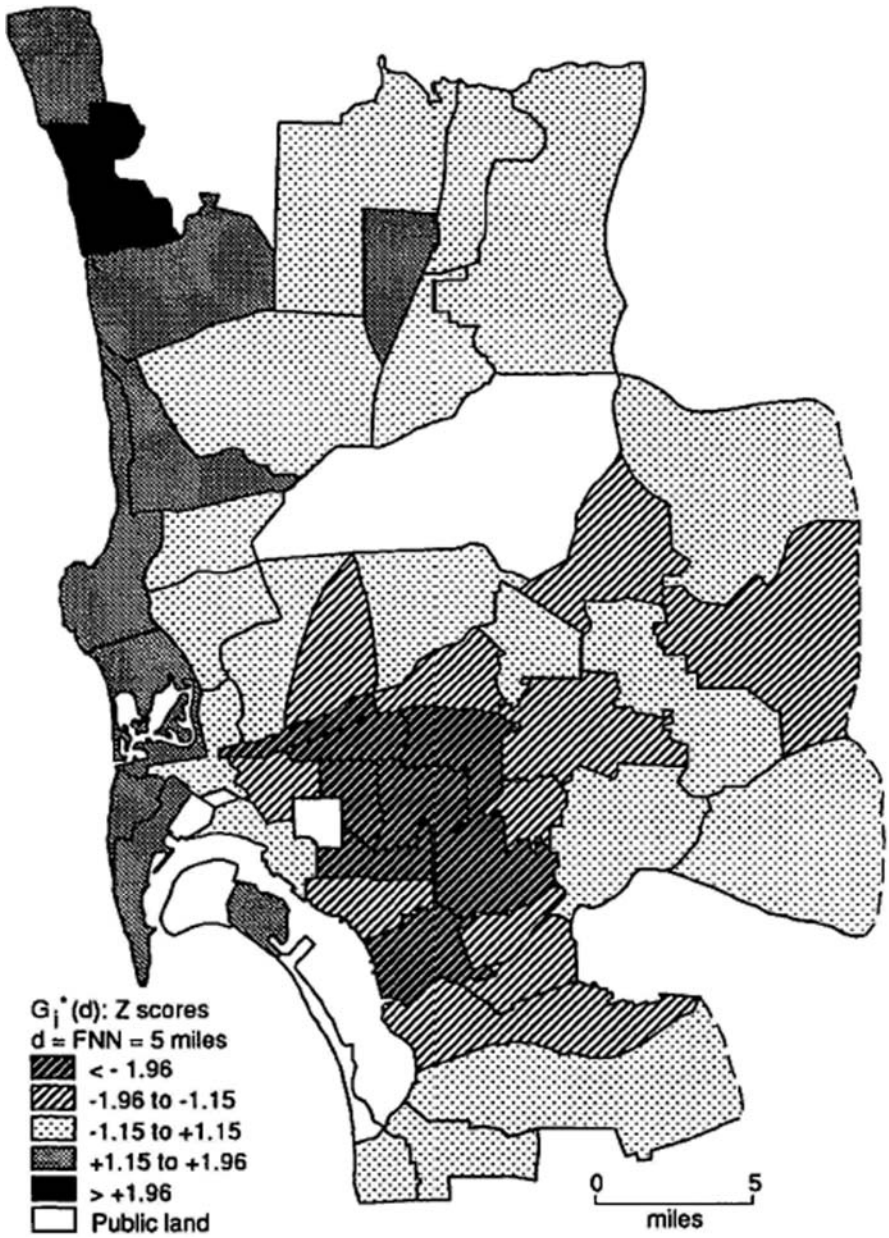 G_i*(d): Z scores
d = FNN = 5 miles
< - 1.96
-1.96 to -1.15
-1.15 to +1.15
+1.15 to +1.96
> +1.96
Public land
0 5
miles